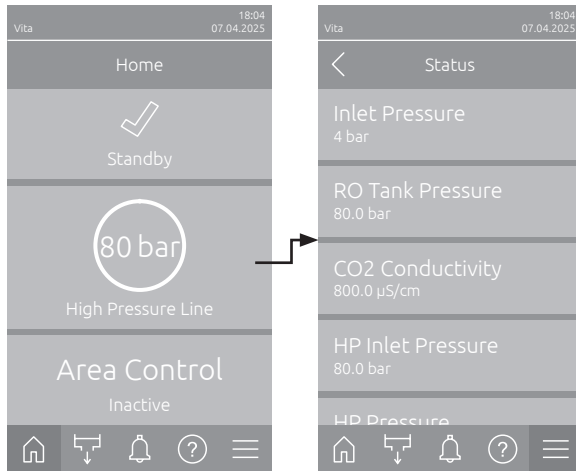 18:04
Vita 07.04.2025
Home
Standby
80 bar
High Pressure Line
Area Control
Inactive
?
18:04
Vita 07.04.2025
Status
Inlet Pressure
4 bar
RO Tank Pressure
80.0 bar
CO2 Conductivity
800.0 µS/cm
HP Inlet Pressure
80.0 bar
HP Pressure
?